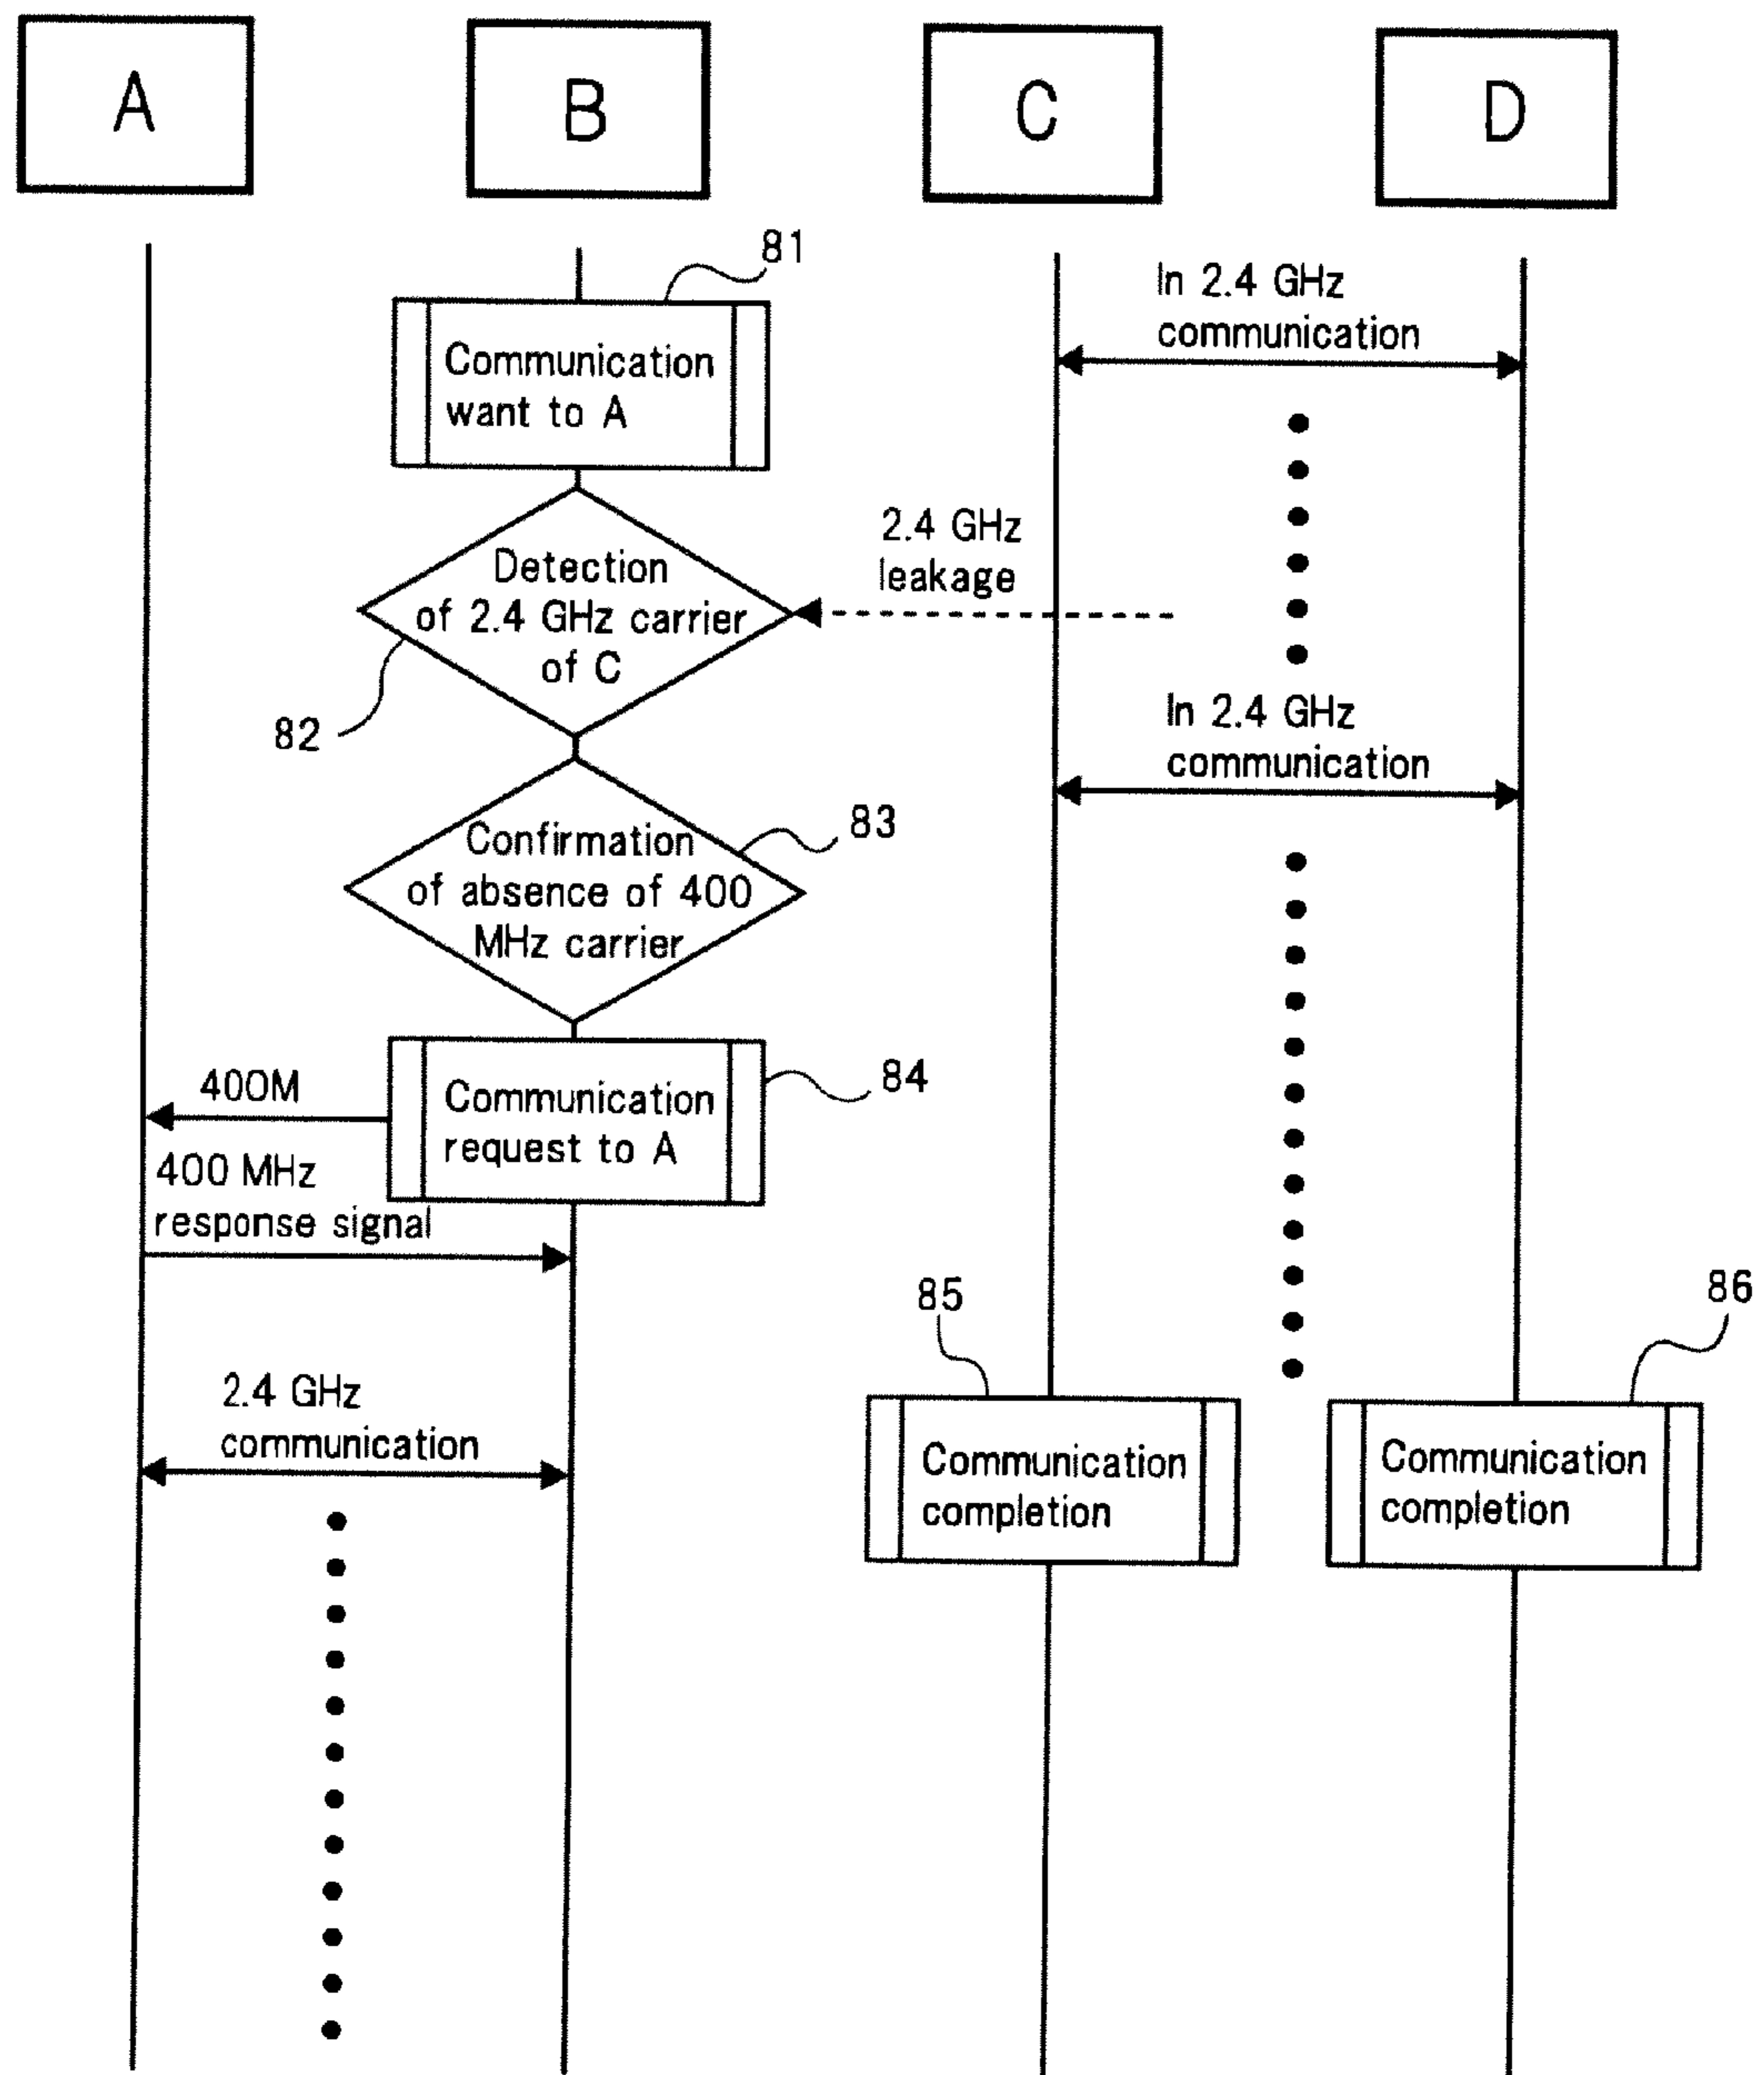 A
B
C
D
81
In 2.4 GHz
communication
Communication
want to A
2.4 GHz
leakage
Detection
of 2.4 GHz carrier
of C
82
In 2.4 GHz
communication
83
Confirmation
of absence of 400
MHz carrier
84
400M
Communication
request to A
400 MHz
response signal
85
86
2.4 GHz
communication
Communication
completion
Communication
completion